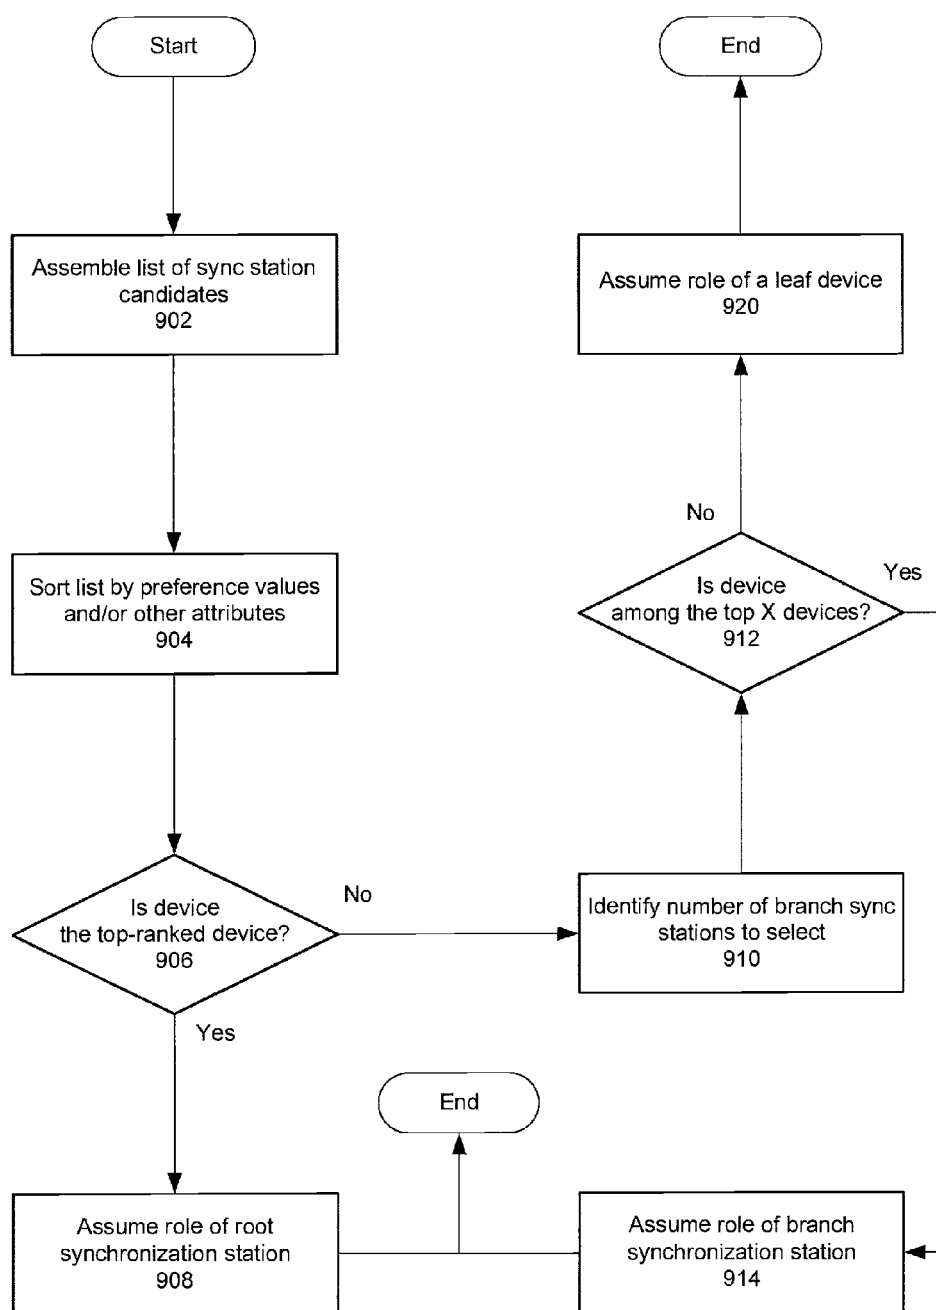 Start
End
Assemble list of sync station
candidates
902
Assume role of a leaf device
920
No
Sort list by preference values
and/or other attributes
904
Is device
among the top X devices?
912
Yes
Is device
the top-ranked device?
906
No
Identify number of branch sync
stations to select
910
Yes
End
Assume role of root
synchronization station
908
Assume role of branch
synchronization station
914